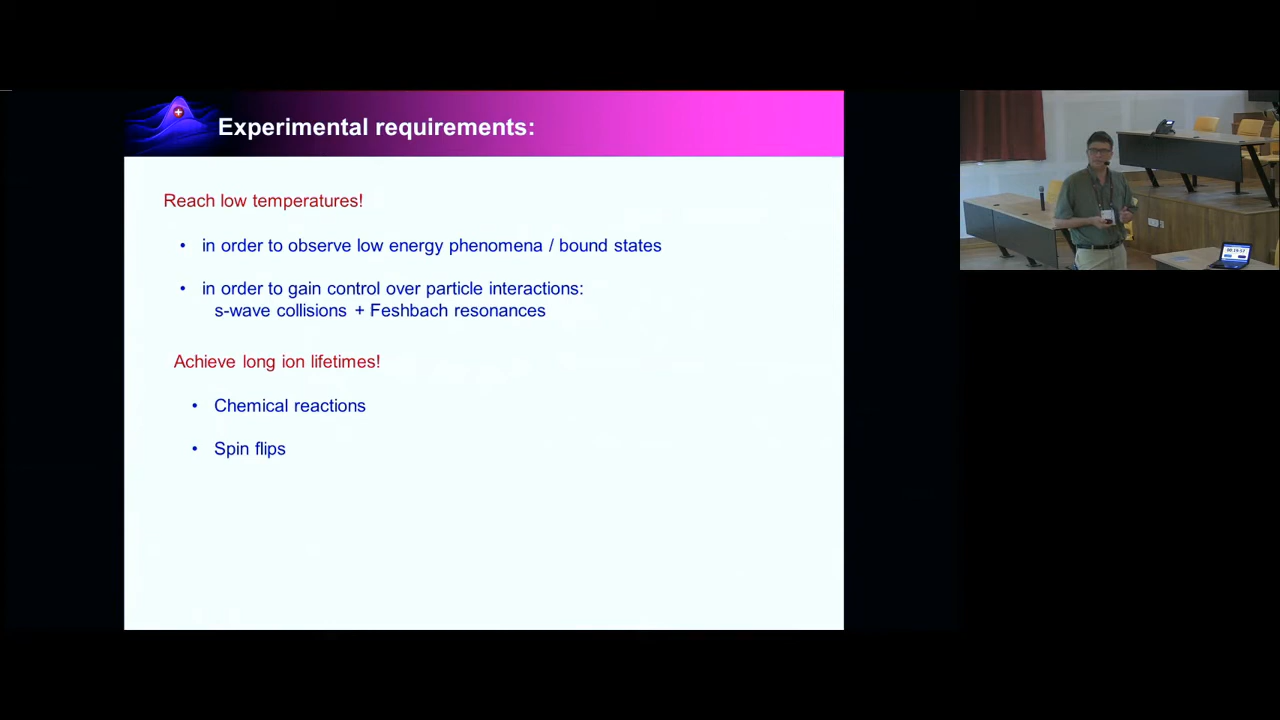 Experimental requirements:
Reach low temperatures!
• in order to observe low energy phenomena / bound states
• in order to gain control over particle interactions:
s-wave collisions + Feshbach resonances
Achieve long ion lifetimes!
• Chemical reactions
• Spin flips